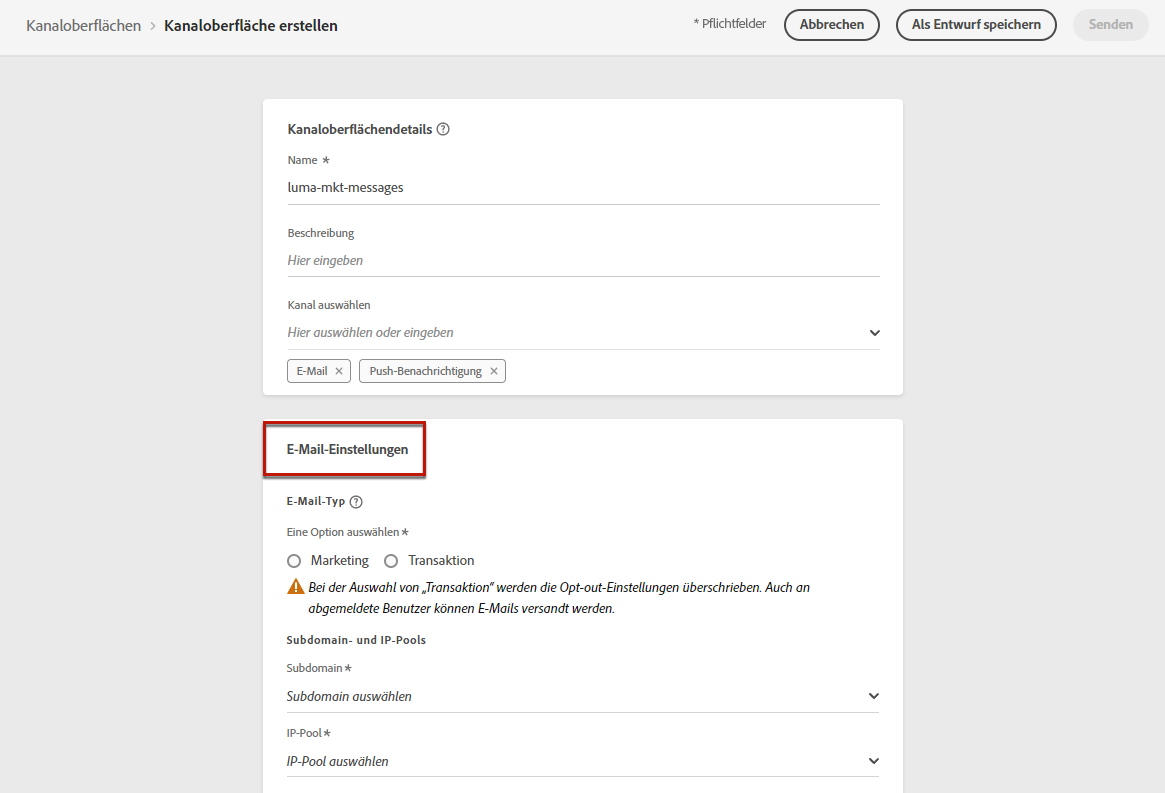 Kanaloberflächen > Kanaloberfläche erstellen
* Pflichtfelder
Abbrechen
Als Entwurf speichern
Senden
Kanaloberflächendetails ?
Name *
luma-mkt-messages
Beschreibung
Hier eingeben
Kanal auswählen
Hier auswählen oder eingeben
E-Mail ×
Push-Benachrichtigung ×
E-Mail-Einstellungen
E-Mail-Typ ?
Eine Option auswählen *
Marketing
Transaktion
Bei der Auswahl von „Transaktion“ werden die Opt-out-Einstellungen überschrieben. Auch an
abgemeldete Benutzer können E-Mails versandt werden.
Subdomain- und IP-Pools
Subdomain *
Subdomain auswählen
IP-Pool *
IP-Pool auswählen